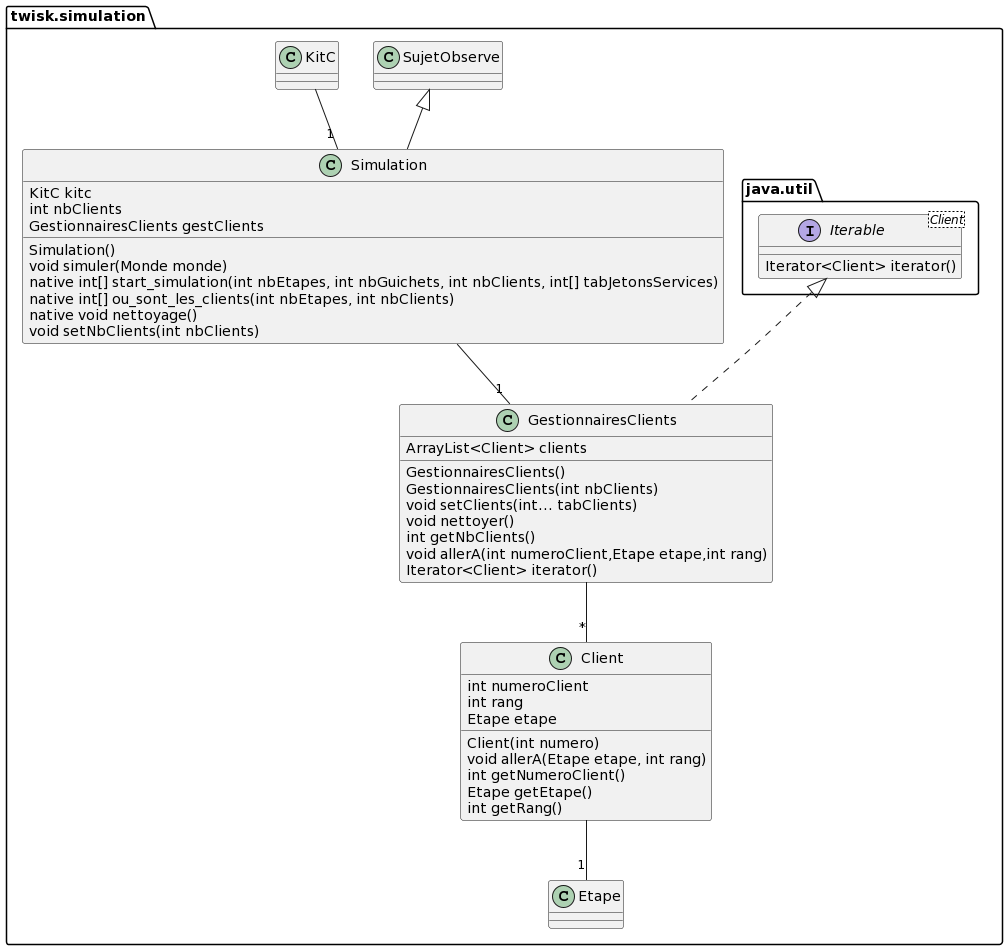 twisk.simulation
C KitC
C SujetObserve
1
C Simulation
KitC kitc
int nbClients
GestionnairesClients gestClients
Simulation()
void simuler(Monde monde)
native int[] start_simulation(int nbEtapes, int nbGuichets, int nbClients, int[] tabJetonsServices)
native int[] ou_sont_les_clients(int nbEtapes, int nbClients)
native void nettoyage()
void setNbClients(int nbClients)
java.util
Client
I Iterable
Iterator<Client> iterator()
1
C GestionnairesClients
ArrayList<Client> clients
GestionnairesClients()
GestionnairesClients(int nbClients)
void setClients(int... tabClients)
void nettoyer()
int getNbClients()
void allerA(int numeroClient,Etape etape,int rang)
Iterator<Client> iterator()
*
C Client
int numeroClient
int rang
Etape etape
Client(int numero)
void allerA(Etape etape, int rang)
int getNumeroClient()
Etape getEtape()
int getRang()
1
C Etape